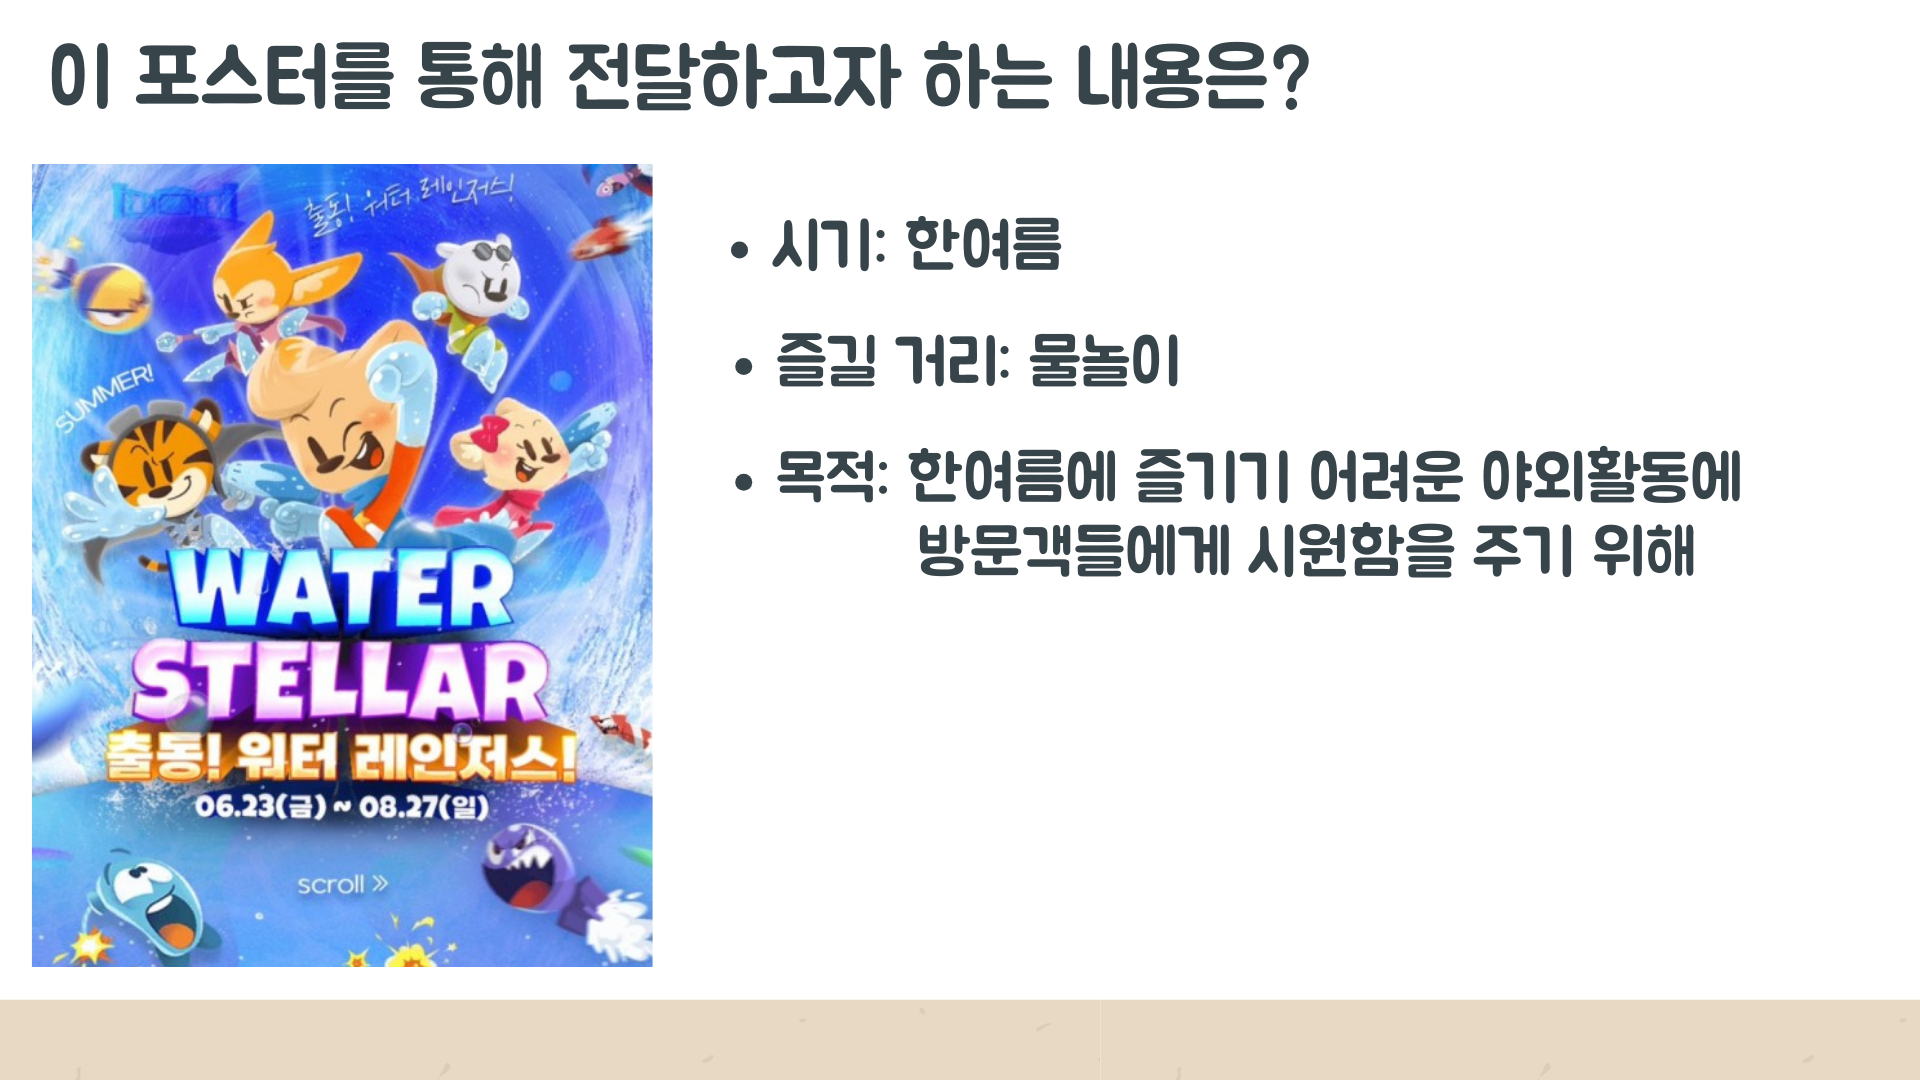 이 포스터를 통해 전달하고자 하는 내용은?
출동! 워터 레인저스!
SUMMER!
WATER
STELLAR
출동! 워터 레인저스!
06.23(금) ~ 08.27(일)
scroll »
• 시기: 한여름
• 즐길 거리: 물놀이
• 목적: 한여름에 즐기기 어려운 야외활동에
방문객들에게 시원함을 주기 위해